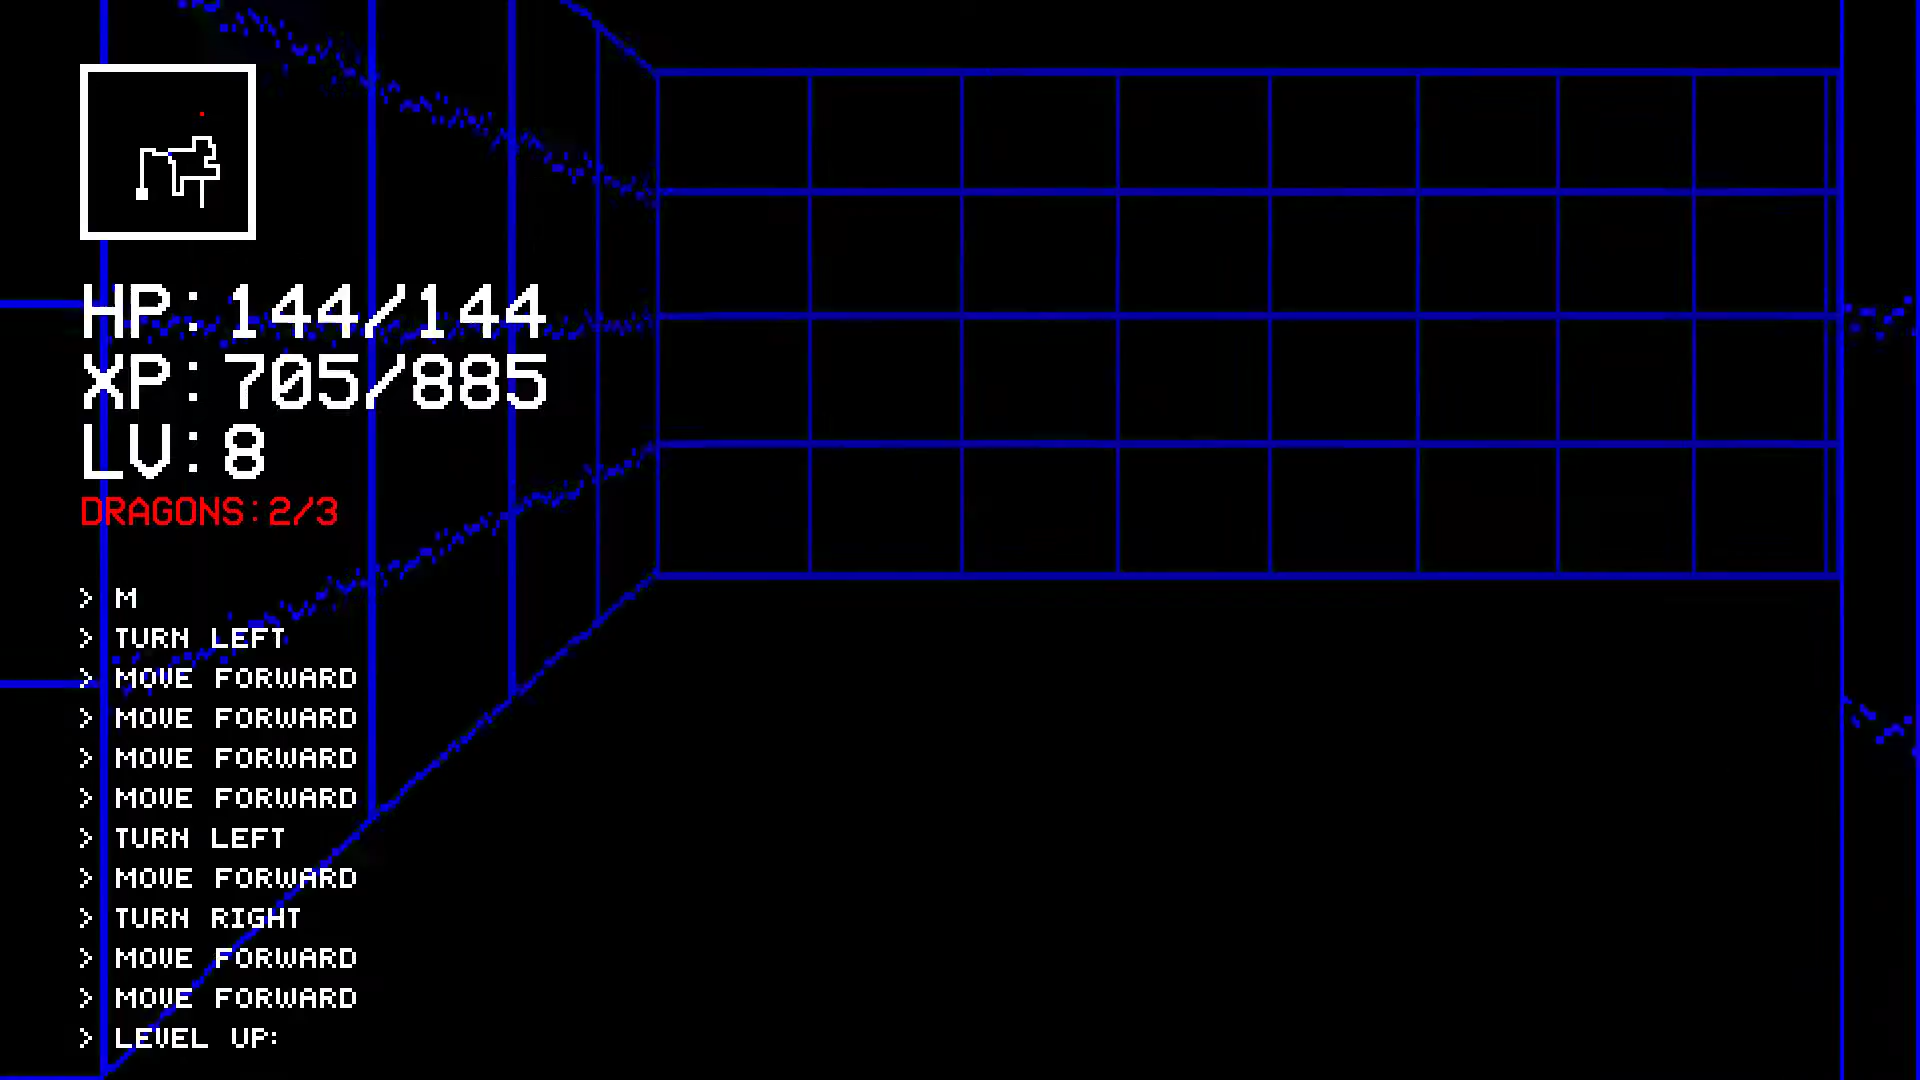 HP:144/144
XP:705/885
LV:8
DRAGONS:2/3
> M
> TURN LEFT
> MOVE FORWARD
> MOVE FORWARD
> MOVE FORWARD
> MOVE FORWARD
> TURN LEFT
> MOVE FORWARD
> TURN RIGHT
> MOVE FORWARD
> MOVE FORWARD
> LEVEL UP: